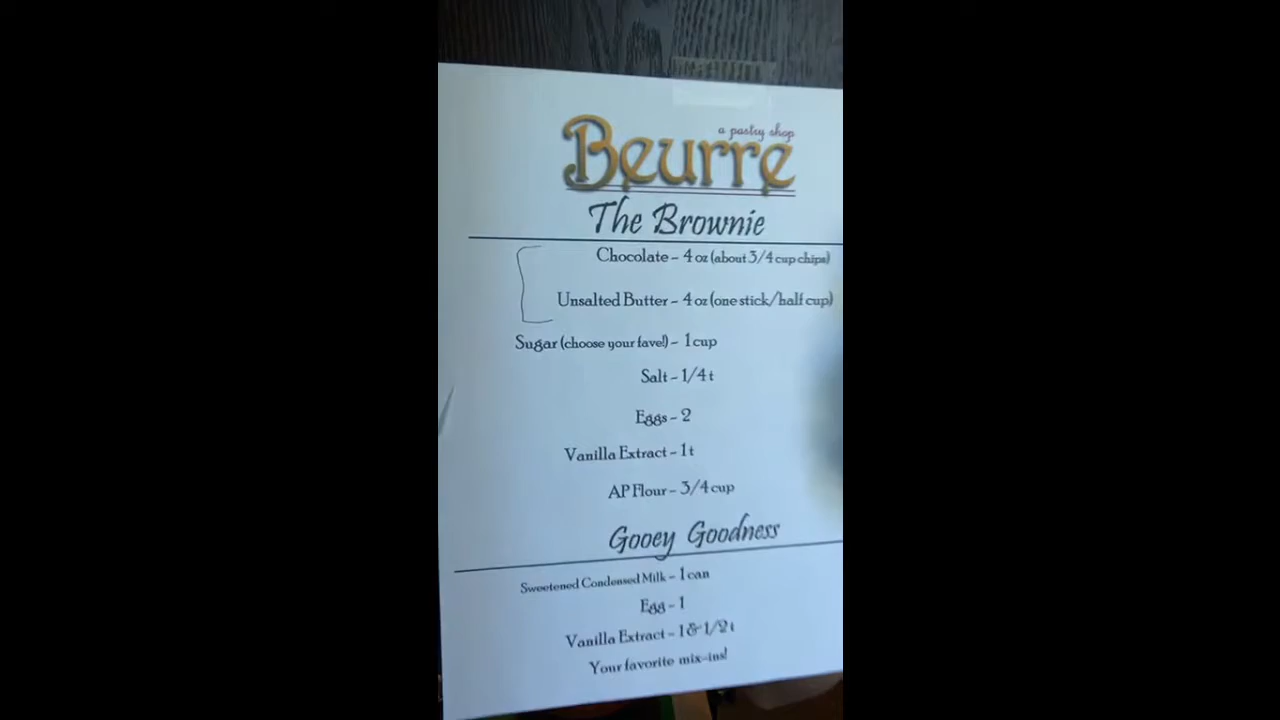 a pastry shop
Beurre
The Brownie
Chocolate - 4 oz (about 3/4 cup chips)
Unsalted Butter - 4 oz (one stick/half cup)
Sugar (choose your fave!) - 1 cup
Salt - 1/4 t
Eggs - 2
Vanilla Extract - 1 t
AP Flour - 3/4 cup
Gooey Goodness
Sweetened Condensed Milk - 1 can
Egg - 1
Vanilla Extract - 1 & 1/2 t
Your favorite mix-ins!